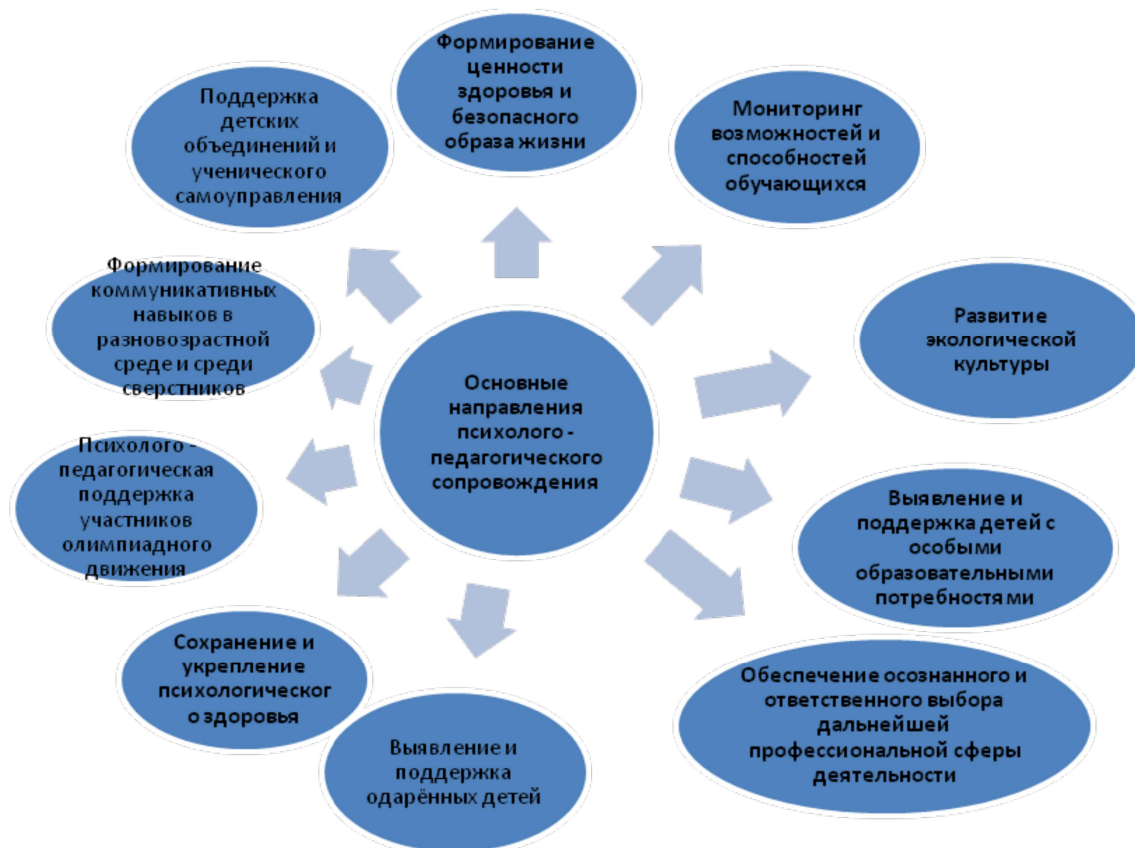 Формирование
ценности
здоровья и
безопасного
образа жизни
Поддержка
детских
объединений и
ученического
самоуправления
Мониторинг
возможностей и
способностей
обучающихся
Формирование
коммуникативных
навыков в
разновозрастной
среде и среди
сверстников
Развитие
экологической
культуры
Основные
направления
психолого -
педагогического
сопровождения
Психолого -
педагогическая
поддержка
участников
олимпиадного
движения
Выявление и
поддержка детей с
особыми
образовательными
потребностями
Сохранение и
укрепление
психологическог
о здоровья
Обеспечение осознанного и
ответственного выбора
дальнейшей
профессиональной сферы
деятельности
Выявление и
поддержка
одарённых детей